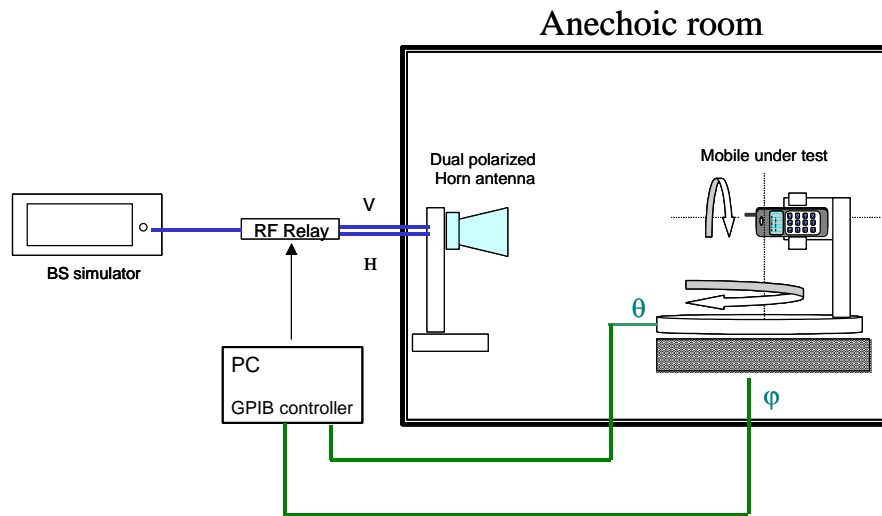 Anechoic room
Dual polarized
Horn antenna
Mobile under test
V
RF Relay
H
BS simulator
θ
PC
GPIB controller
φ